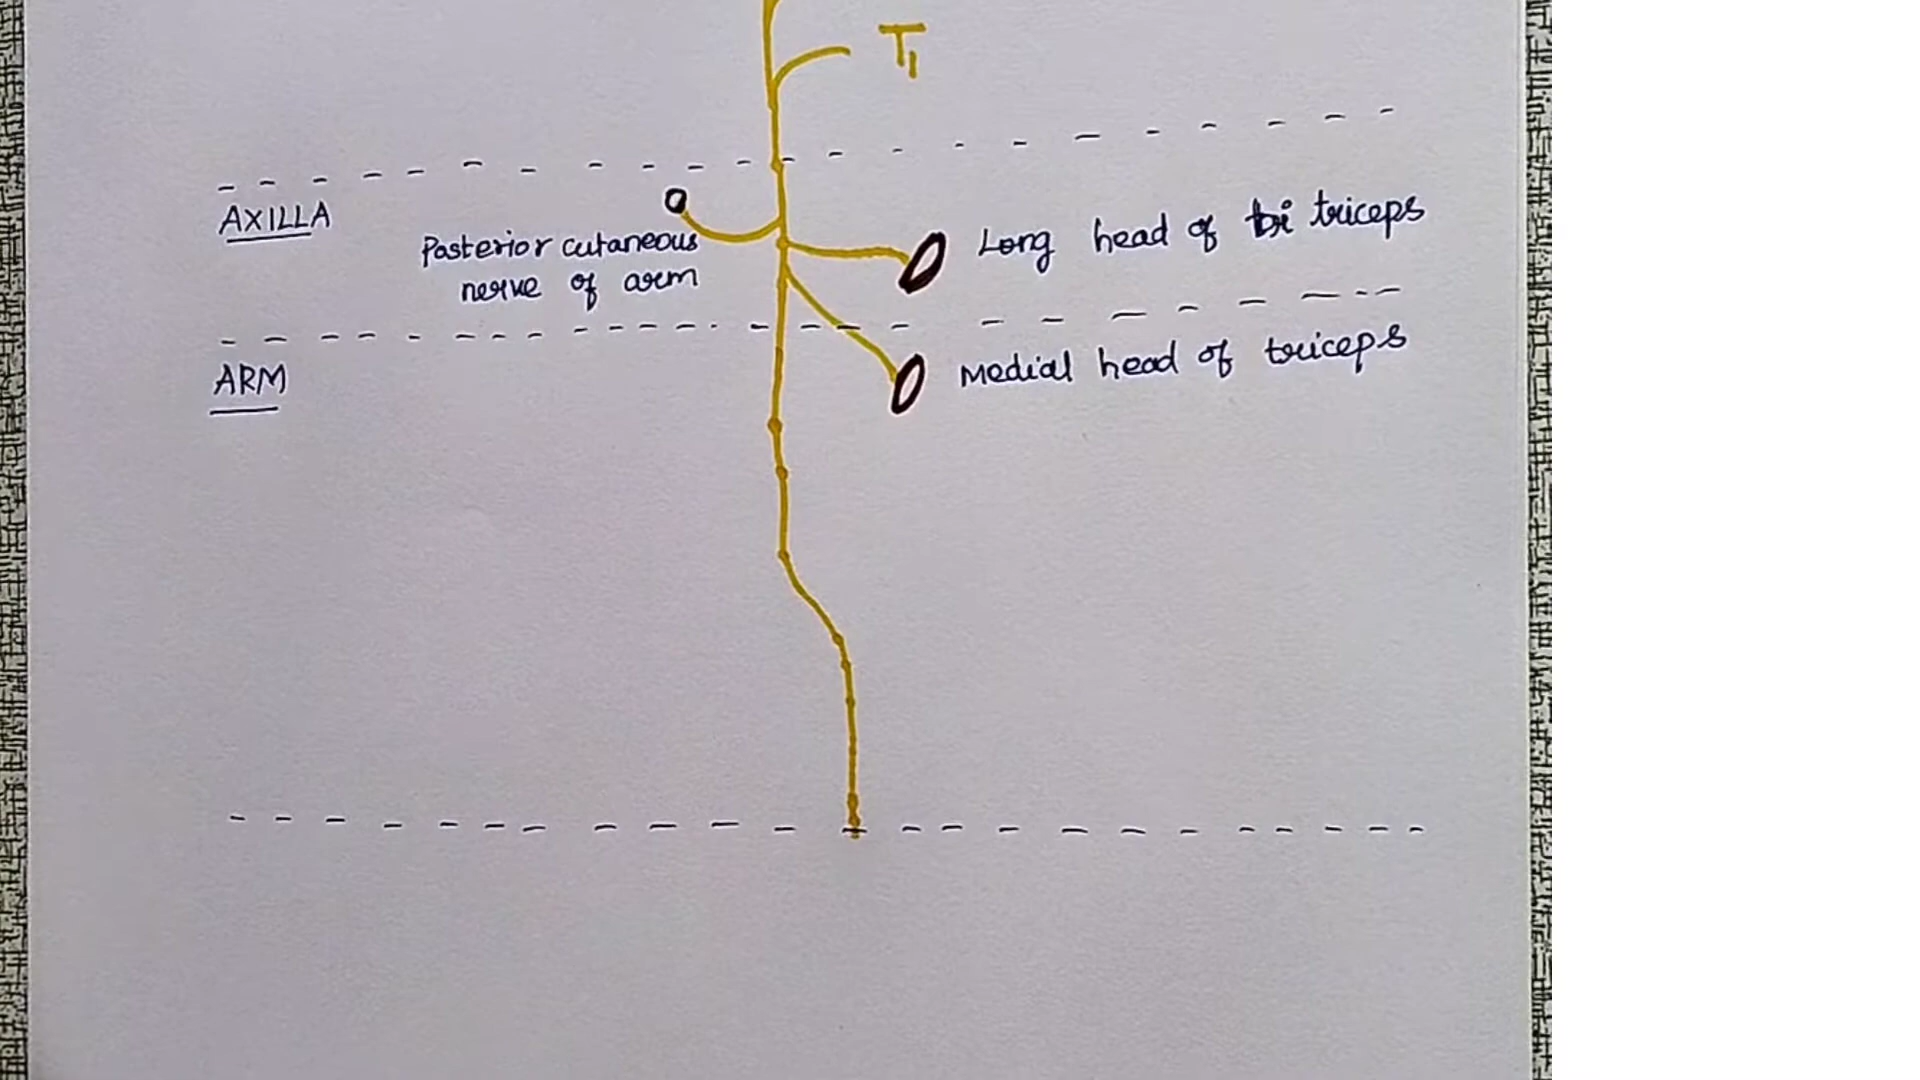 T1
AXILLA
Posterior cutaneous
nerve of arm
Long head of tri triceps
ARM
Medial head of triceps